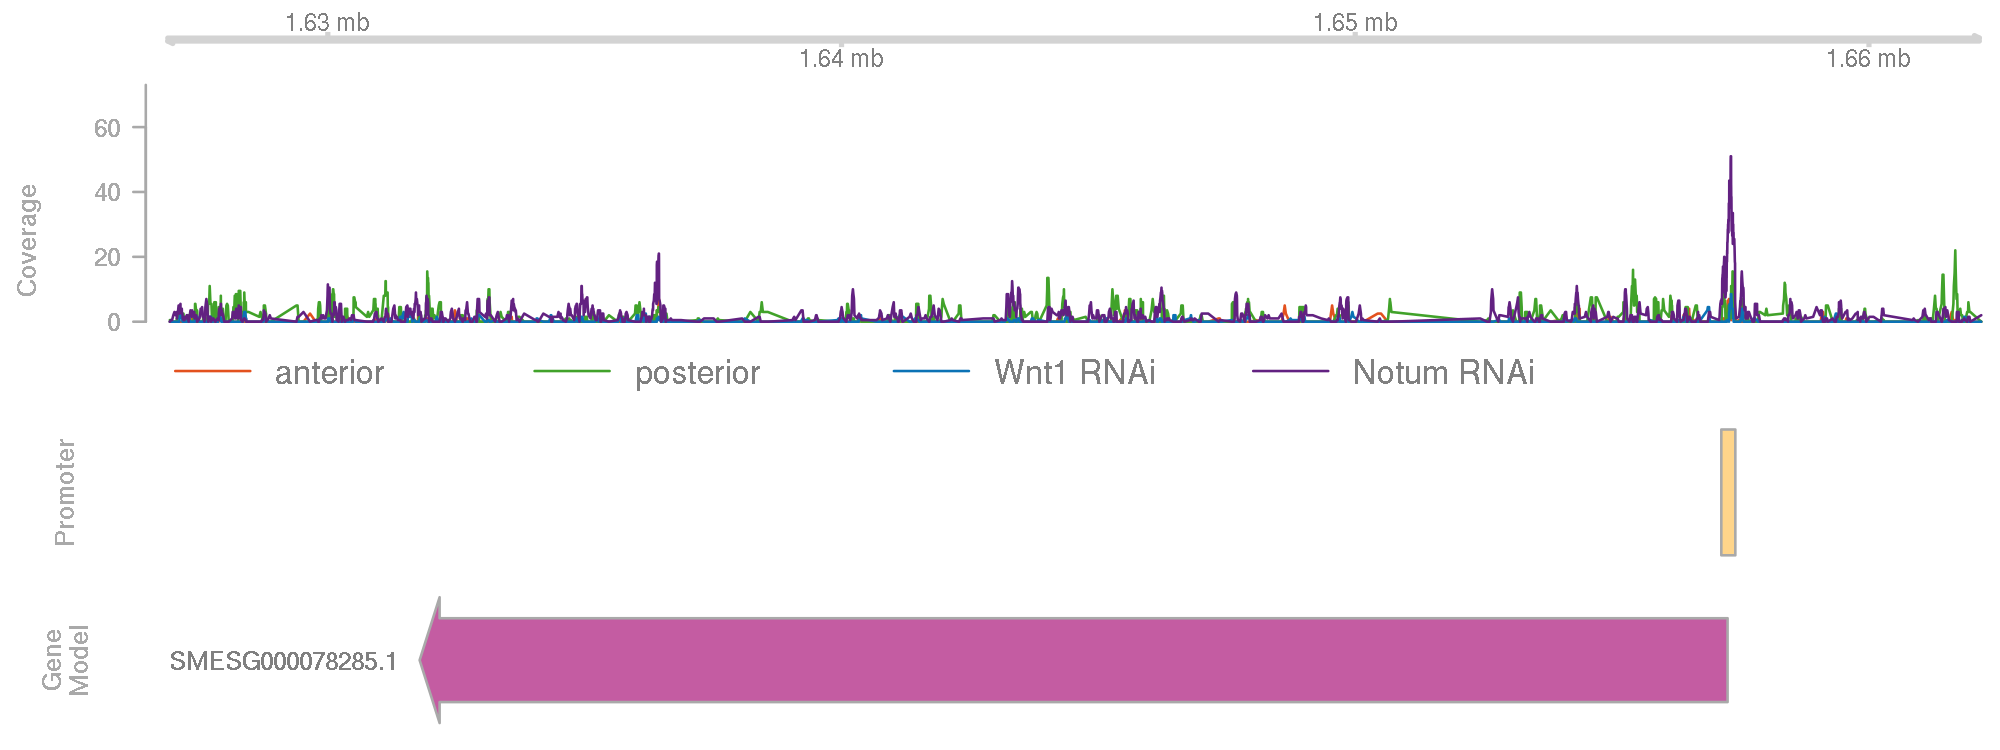 1.63 mb
1.65 mb
1.64 mb
1.66 mb
Coverage
60
40
20
0
anterior
posterior
Wnt1 RNAi
Notum RNAi
Promoter
Gene
Model
SMESG000078285.1